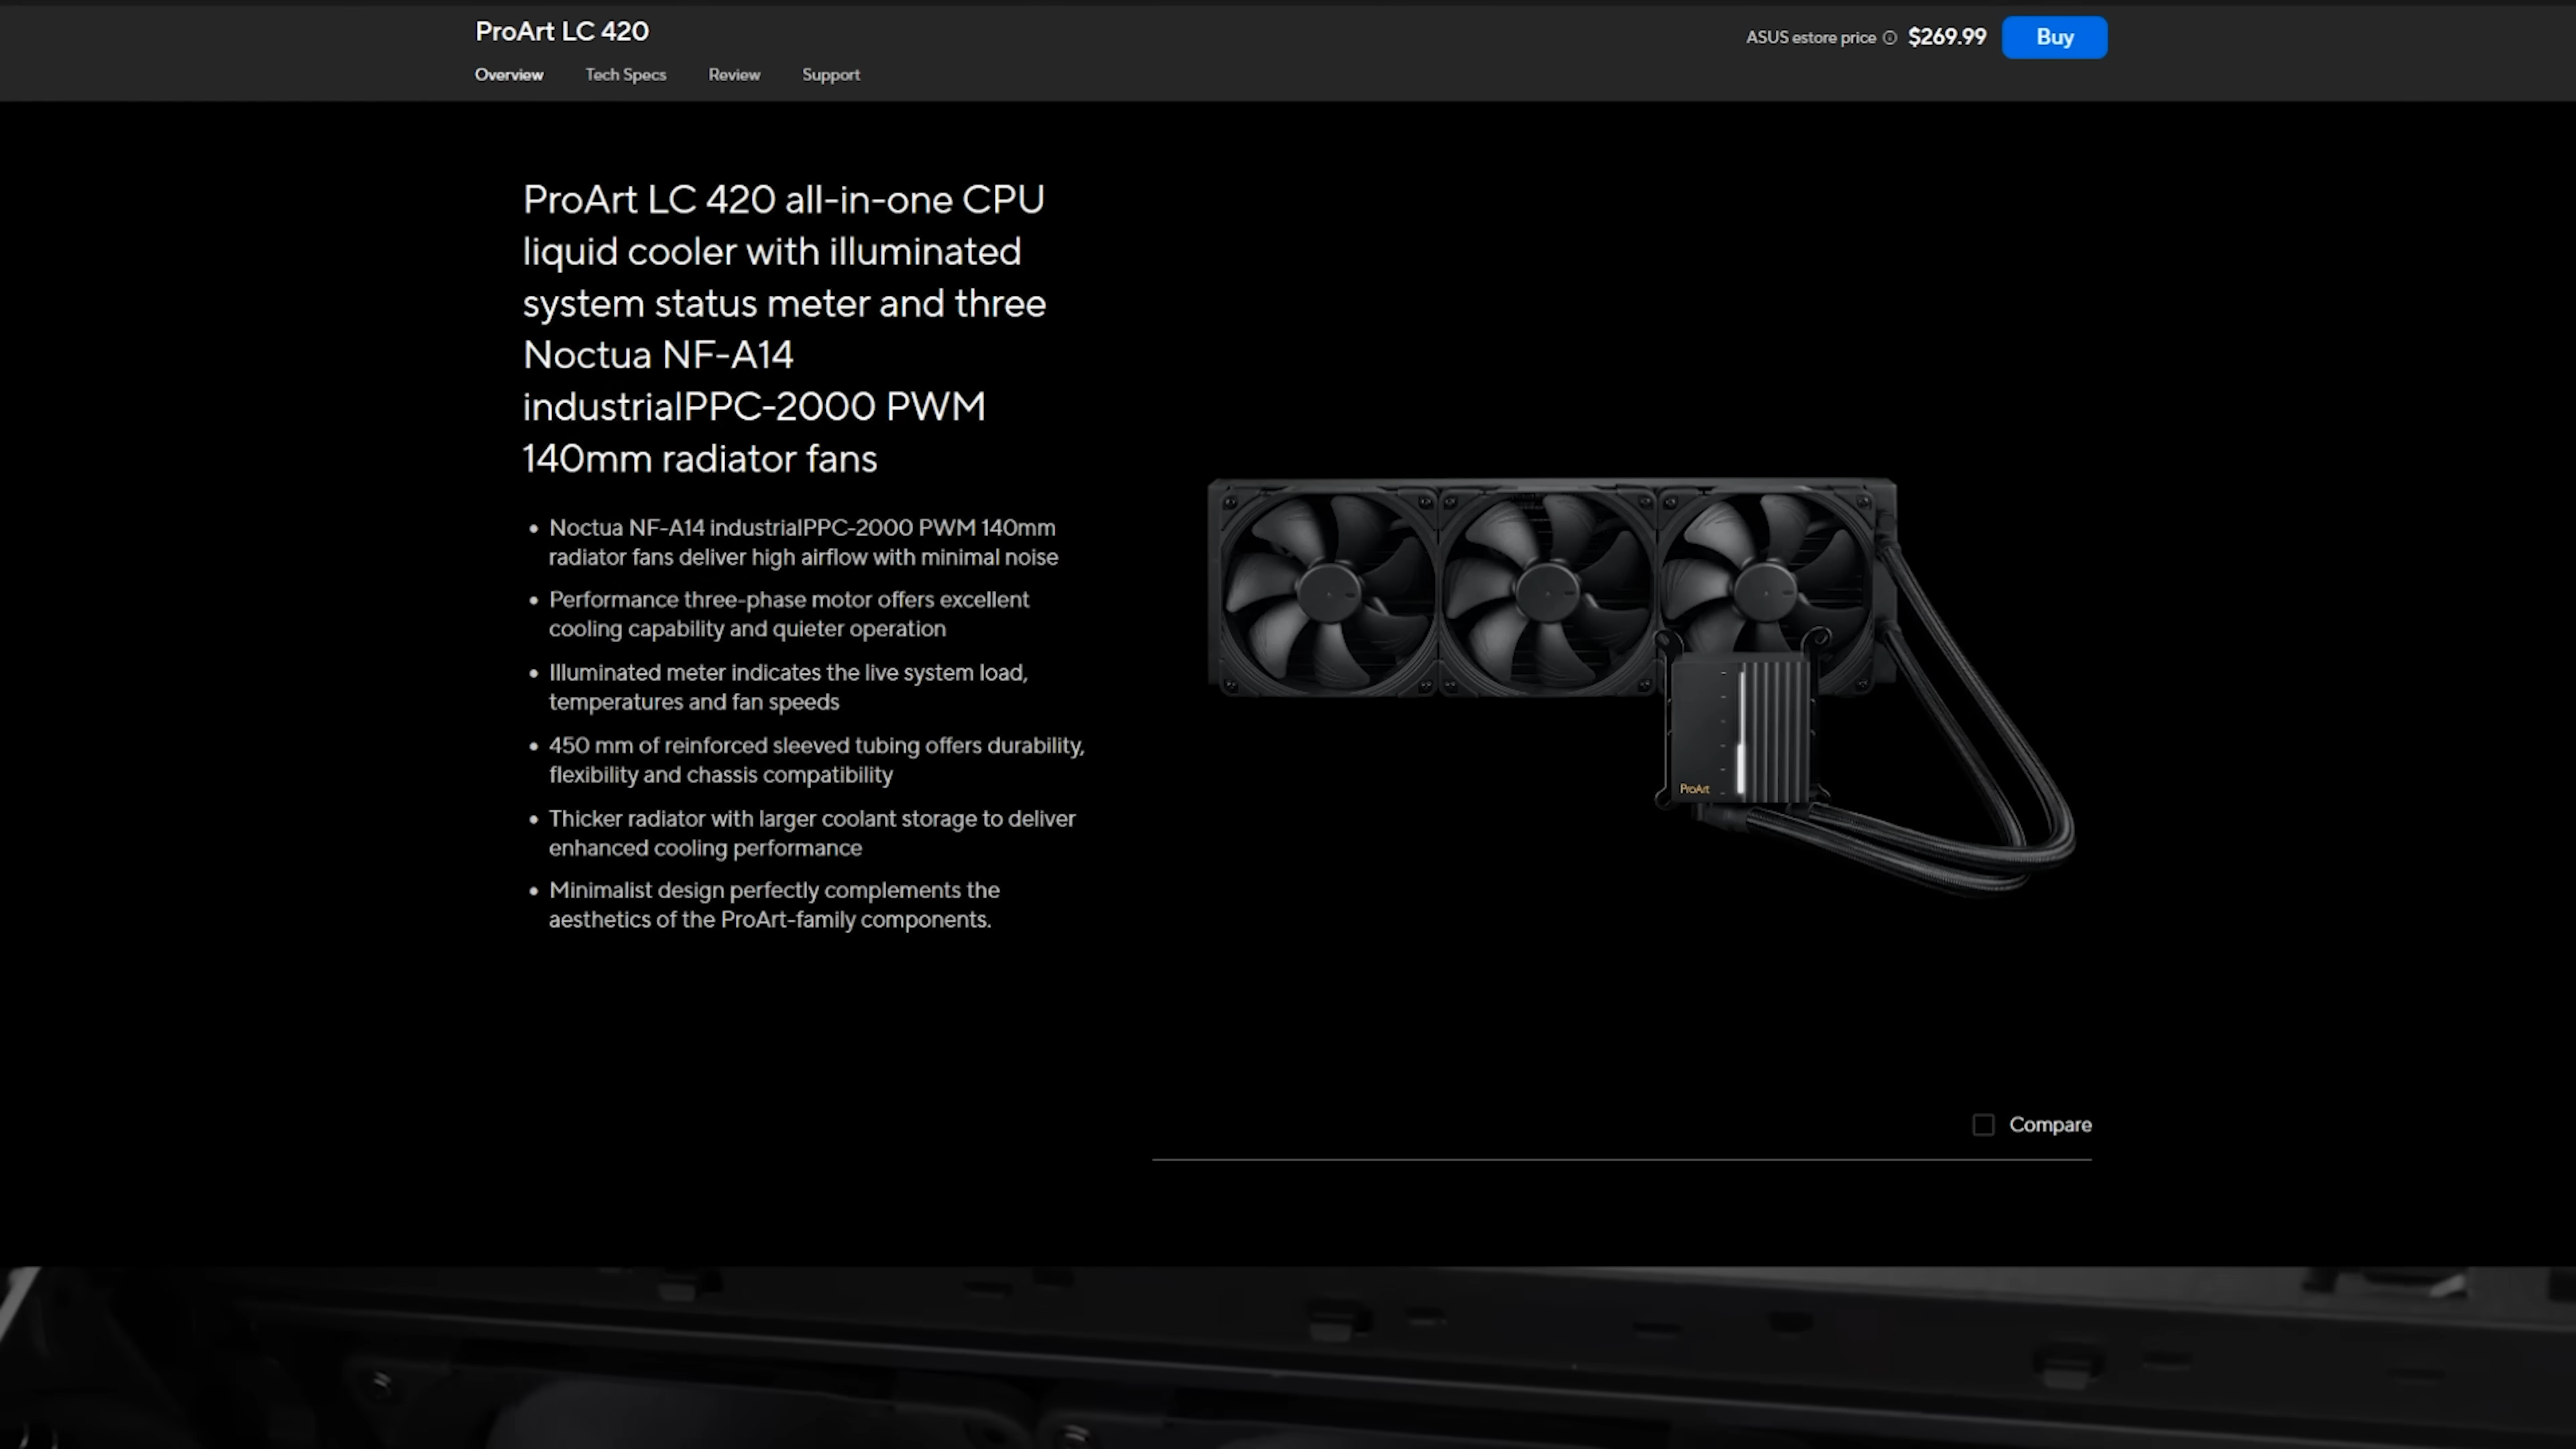 ProArt LC 420
ASUS estore price $269.99 Buy
Overview Tech Specs Review Support
ProArt LC 420 all-in-one CPU
liquid cooler with illuminated
system status meter and three
Noctua NF-A14
industrialPPC-2000 PWM
140mm radiator fans
• Noctua NF-A14 industrialPPC-2000 PWM 140mm
radiator fans deliver high airflow with minimal noise
• Performance three-phase motor offers excellent
cooling capability and quieter operation
• Illuminated meter indicates the live system load,
temperatures and fan speeds
• 450 mm of reinforced sleeved tubing offers durability,
flexibility and chassis compatibility
• Thicker radiator with larger coolant storage to deliver
enhanced cooling performance
• Minimalist design perfectly complements the
aesthetics of the ProArt-family components.
ProArt
Compare